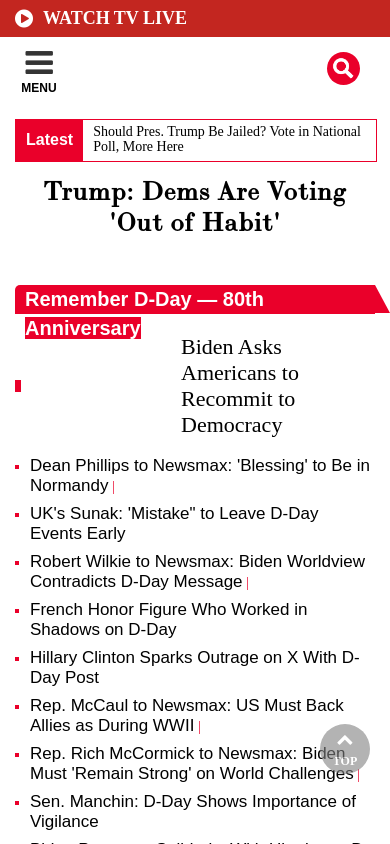 WATCH TV LIVE
MENU
Latest
Should Pres. Trump Be Jailed? Vote in National
Poll, More Here
Trump: Dems Are Voting
'Out of Habit'
Remember D-Day — 80th
Anniversary
Biden Asks
Americans to
Recommit to
Democracy
Dean Phillips to Newsmax: 'Blessing' to Be in
Normandy |
UK's Sunak: 'Mistake" to Leave D-Day
Events Early
Robert Wilkie to Newsmax: Biden Worldview
Contradicts D-Day Message |
French Honor Figure Who Worked in
Shadows on D-Day
Hillary Clinton Sparks Outrage on X With D-
Day Post
Rep. McCaul to Newsmax: US Must Back
Allies as During WWII |
Rep. Rich McCormick to Newsmax: Biden
Must 'Remain Strong' on World Challenges |
TOP
Sen. Manchin: D-Day Shows Importance of
Vigilance